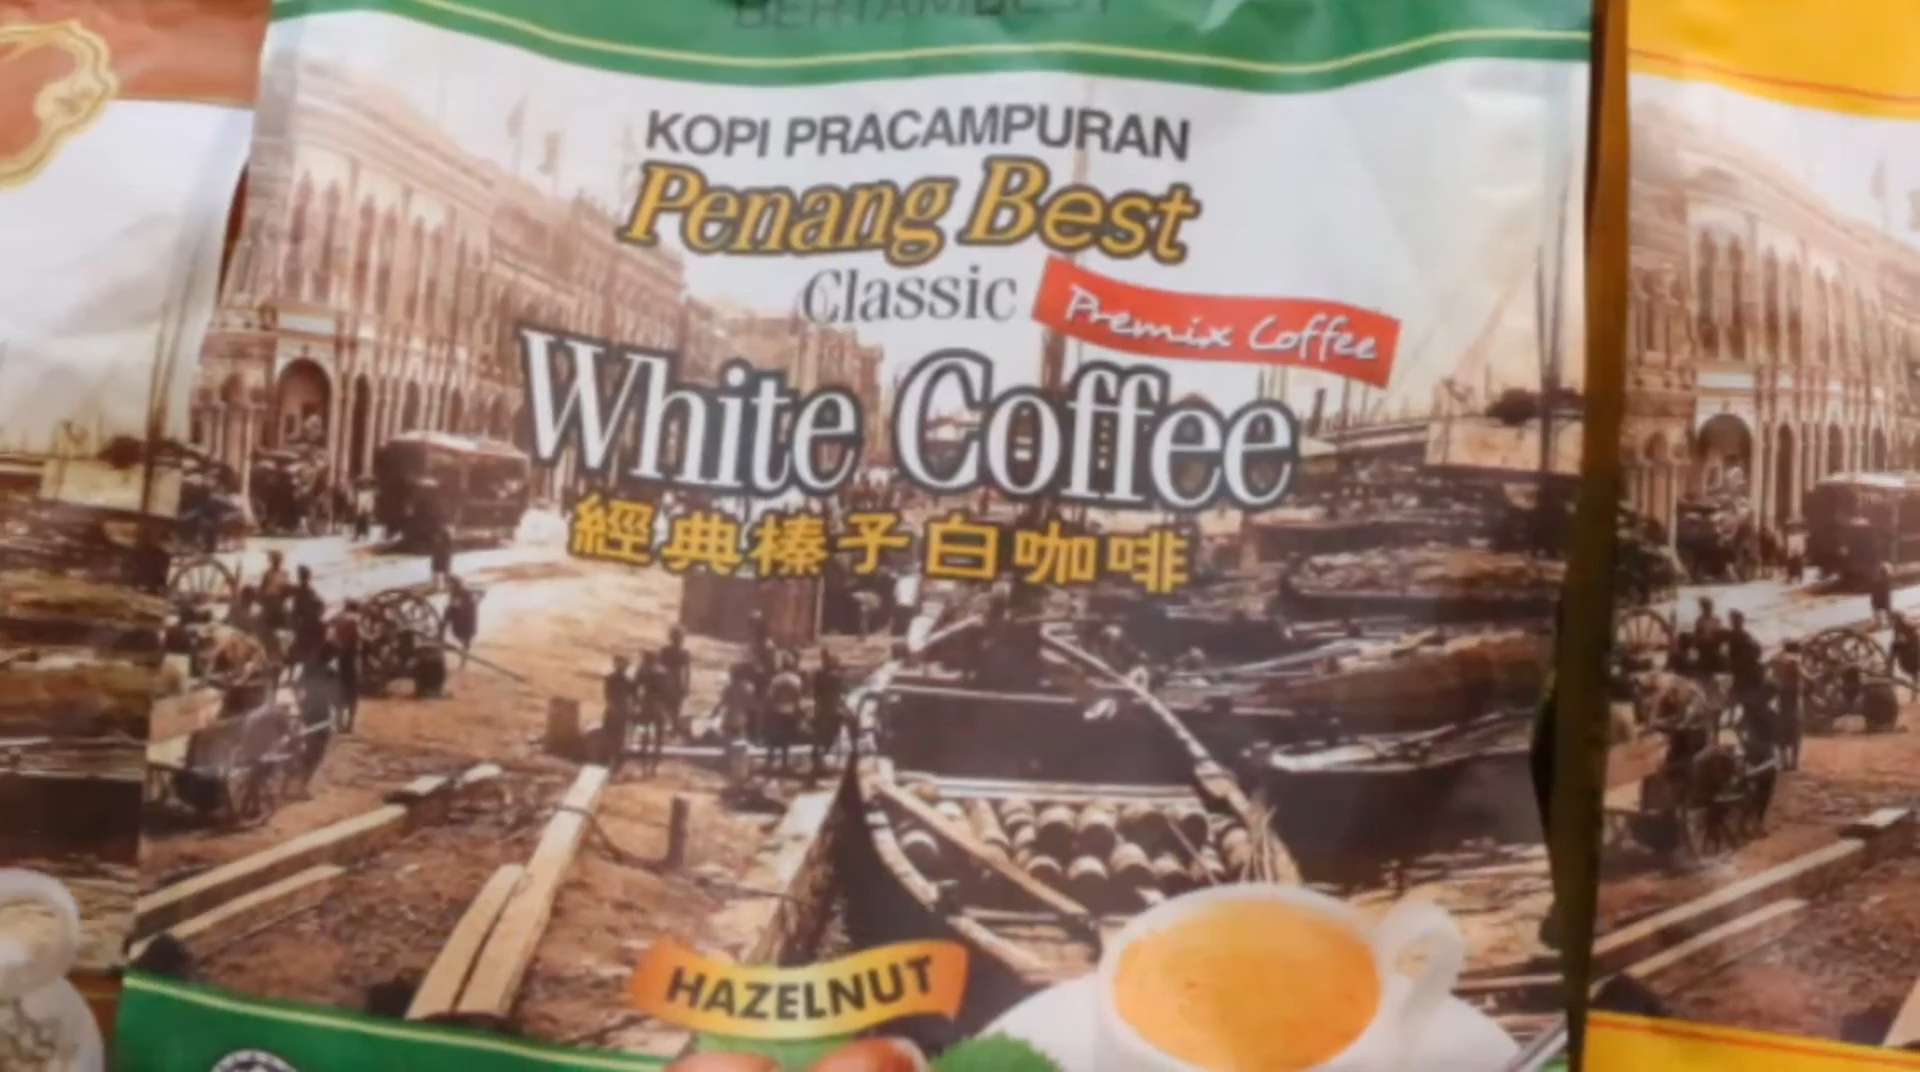 KOPI PRACAMPURAN
Penang Best
Classic
Premix Coffee
White Coffee
經典榛子白咖啡
HAZELNUT